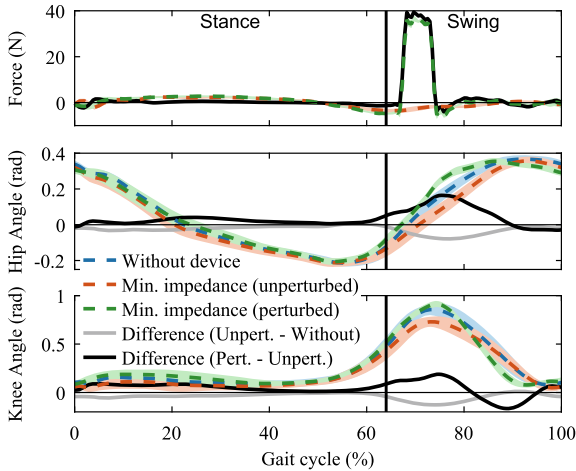 Stance Swing
Force (N)
40
20
0
Hip Angle (rad)
0.4
0.2
0
-0.2
Without device
Min. impedance (unperturbed)
Min. impedance (perturbed)
Difference (Unpert. - Without)
Difference (Pert. - Unpert.)
Knee Angle (rad)
1
0.5
0
0 20 40 60 80 100
Gait cycle (%)